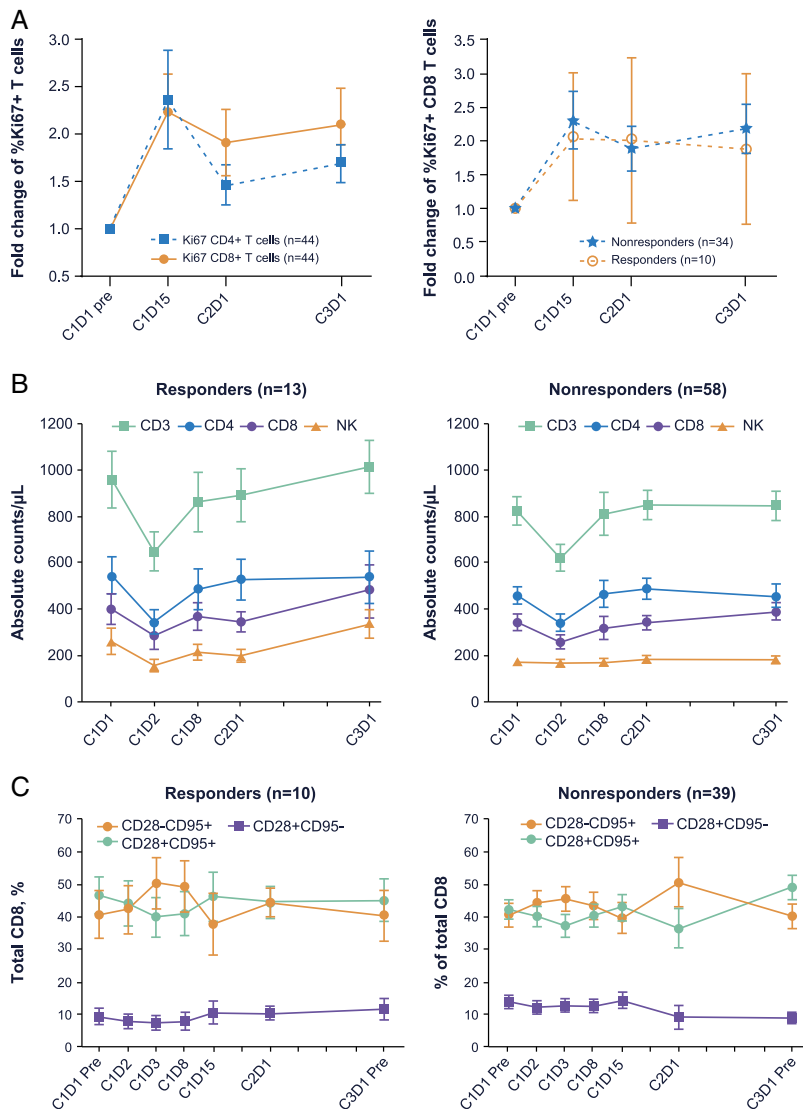 A
Fold change of %Ki67+ T cells
3.0
2.5
2.0
1.5
1.0
0.5
Ki67 CD4+ T cells (n=44)
Ki67 CD8+ T cells (n=44)
C1D1 pre
C1D15
C2D1
C3D1
Fold change of %Ki67+ CD8 T cells
3.5
3.0
2.5
2.0
1.5
1.0
0.5
0.0
Nonresponders (n=34)
Responders (n=10)
C1D1 pre
C1D15
C2D1
C3D1
B
Responders (n=13)
Absolute counts/µL
1200
1000
800
600
400
200
0
CD3 CD4 CD8 NK
C1D1
C1D2
C1D8
C2D1
C3D1
Nonresponders (n=58)
Absolute counts/µL
1200
1000
800
600
400
200
0
CD3 CD4 CD8 NK
C1D1
C1D2
C1D8
C2D1
C3D1
C
Responders (n=10)
Total CD8, %
70
60
50
40
30
20
10
0
CD28–CD95+ CD28+CD95-
CD28+CD95+
C1D1 Pre
C1D2
C1D3
C1D8
C1D15
C2D1
C3D1 Pre
Nonresponders (n=39)
% of total CD8
70
60
50
40
30
20
10
0
CD28–CD95+ CD28+CD95-
CD28+CD95+
C1D1 Pre
C1D2
C1D3
C1D8
C1D15
C2D1
C3D1 Pre